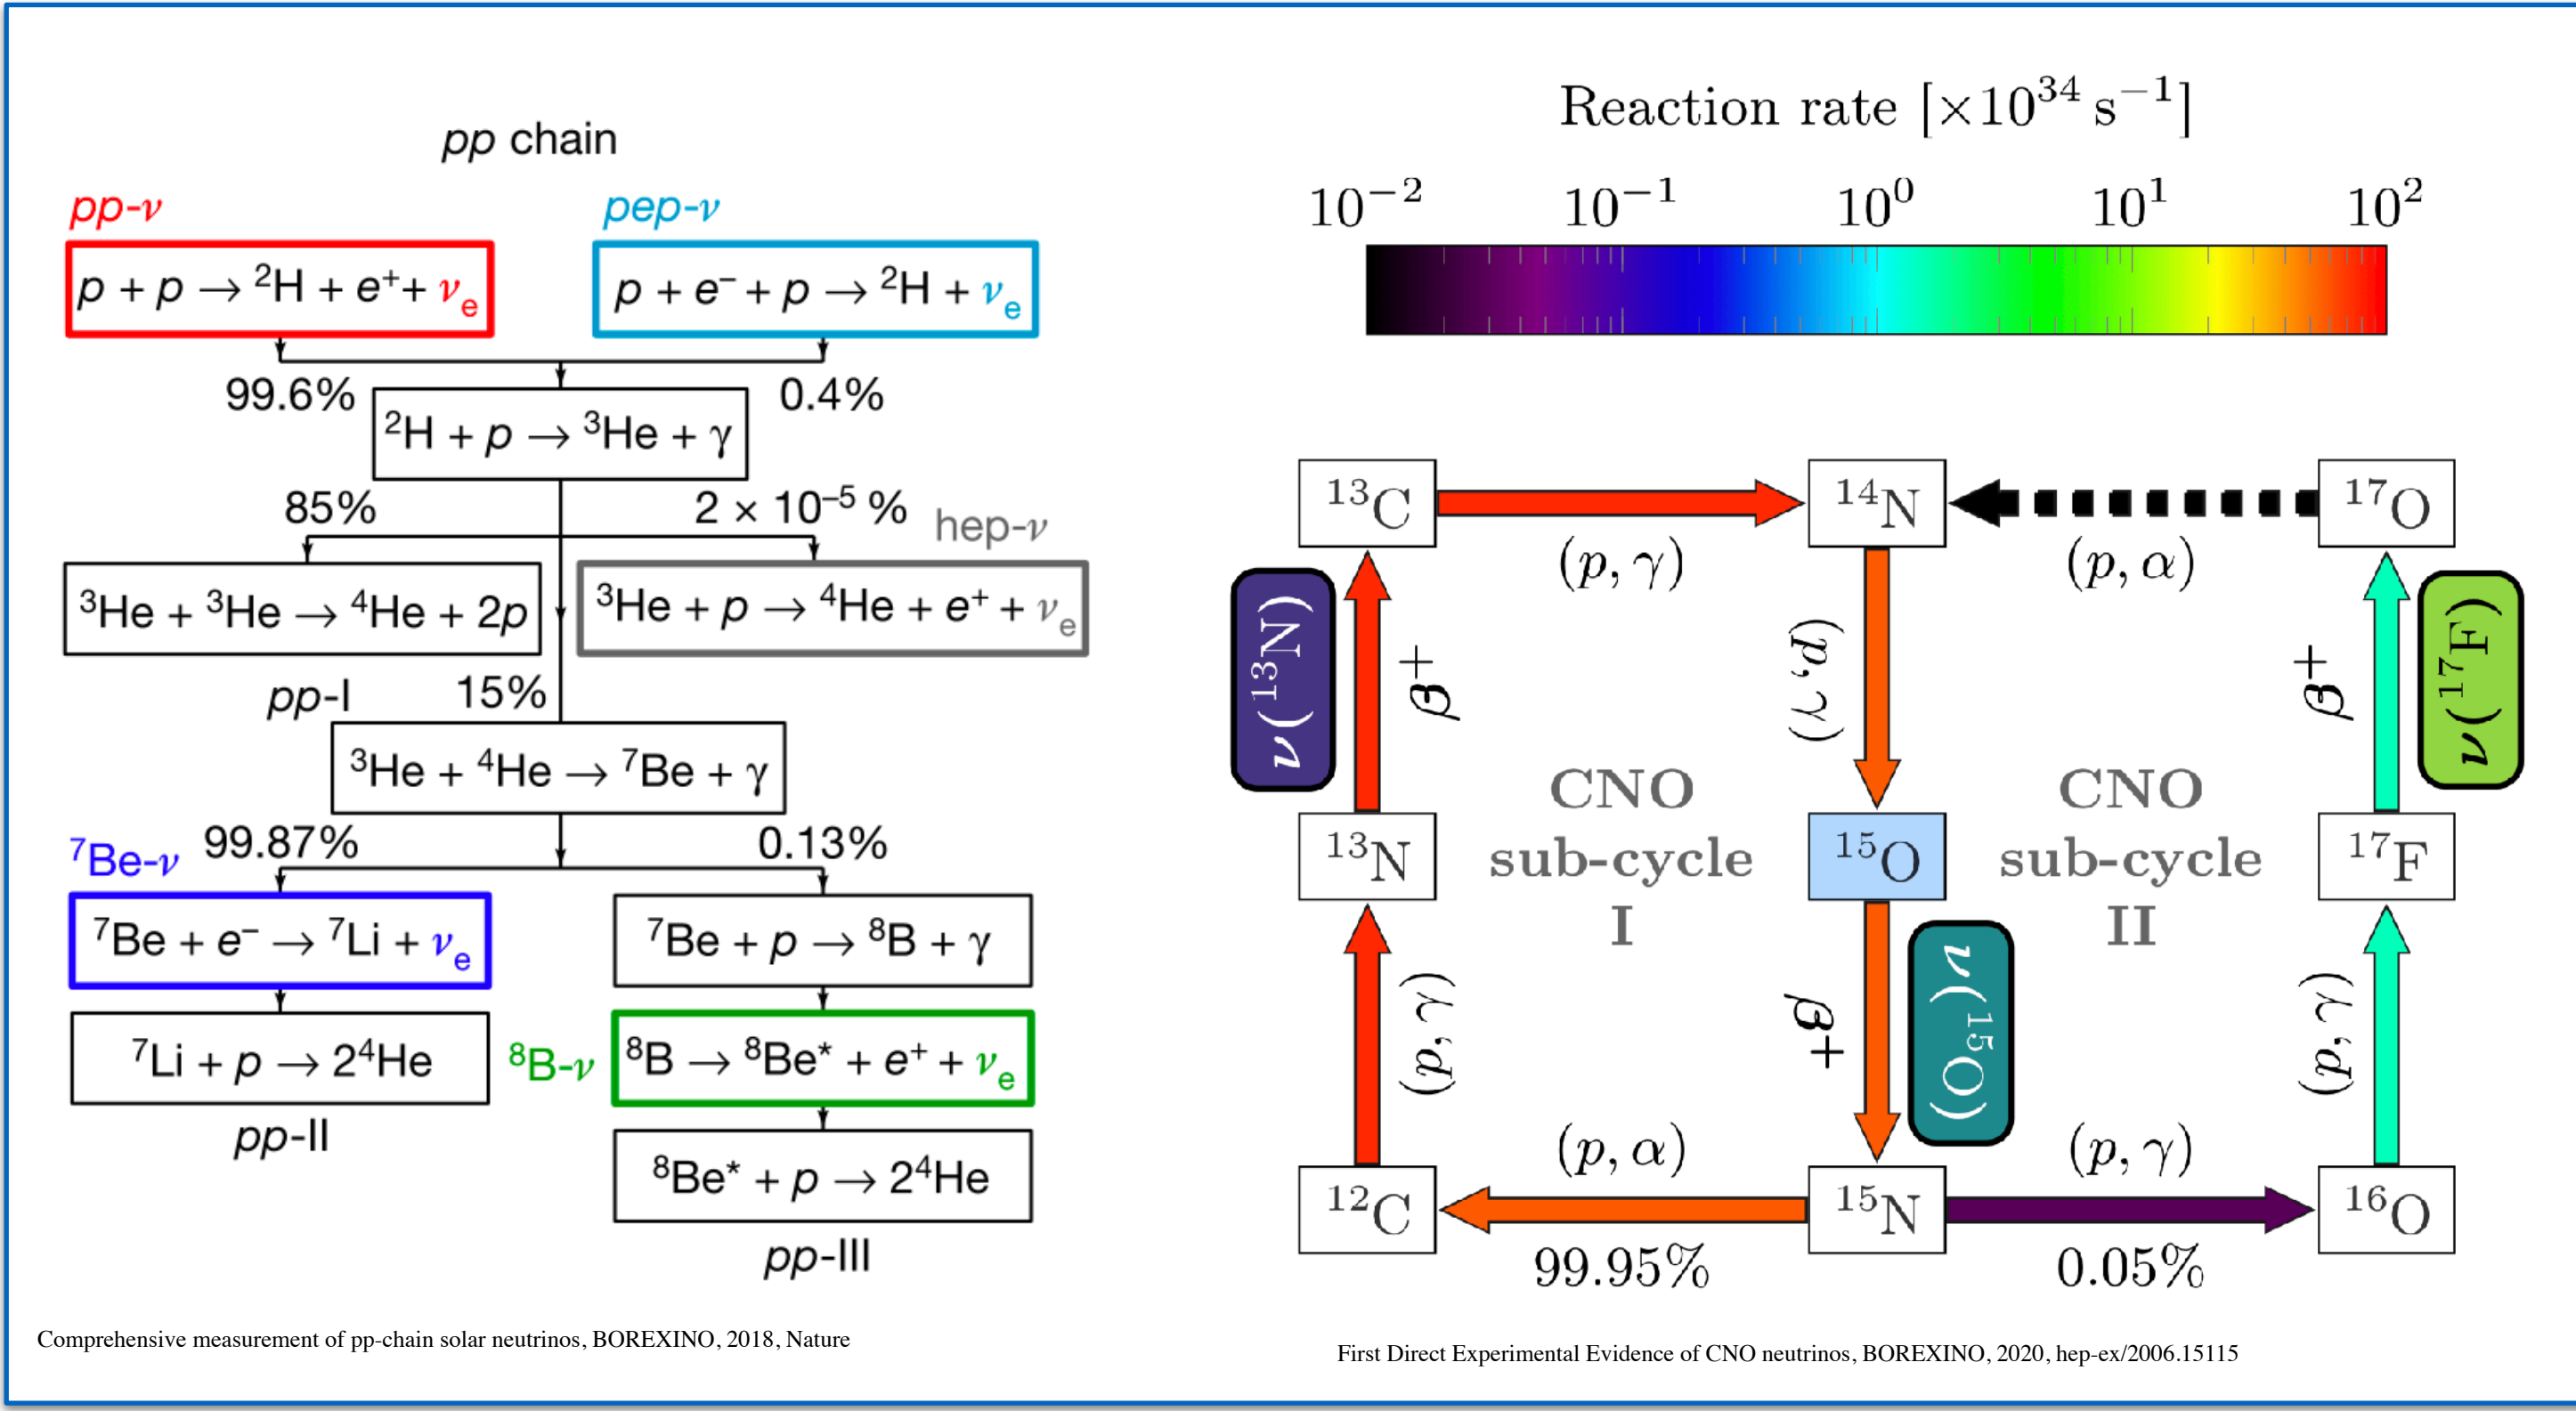 pp chain
pp-ν
pep-ν
p + p → ²H + e⁺+ νₑ
p + e⁻ + p → ²H + νₑ
99.6%
0.4%
²H + p → ³He + γ
85%
2 × 10⁻⁵ %
hep-ν
³He + ³He → ⁴He + 2p
³He + p → ⁴He + e⁺ + νₑ
pp-I
15%
³He + ⁴He → ⁷Be + γ
⁷Be-ν
99.87%
0.13%
⁷Be + e⁻ → ⁷Li + νₑ
⁷Be + p → ⁸B + γ
⁷Li + p → 2⁴He
⁸B-ν
⁸B → ⁸Be* + e⁺ + νₑ
pp-II
⁸Be* + p → 2⁴He
pp-III
Comprehensive measurement of pp-chain solar neutrinos, BOREXINO, 2018, Nature
Reaction rate [×10³⁴ s⁻¹]
10⁻² 10⁻¹ 10⁰ 10¹ 10²
¹³C
¹⁴N
¹⁷O
(p, γ)
(p, α)
ν(¹³N)
β⁺
(p, γ)
β⁺
ν(¹⁷F)
CNO
sub-cycle
I
CNO
sub-cycle
II
¹³N
¹⁵O
¹⁷F
(p, γ)
β⁺
ν(¹⁵O)
(p, γ)
(p, α)
(p, γ)
¹²C
¹⁵N
¹⁶O
99.95%
0.05%
First Direct Experimental Evidence of CNO neutrinos, BOREXINO, 2020, hep-ex/2006.15115